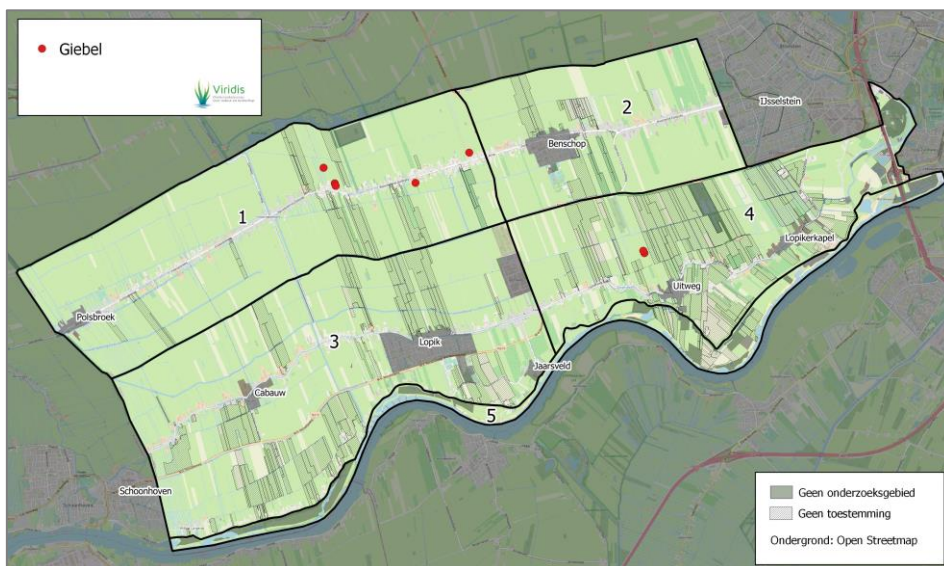 Giebel
Viridis
IJsselstein
2
Benschop
1
4
Lopikerkapel
Uitweg
Polsbroek
3
Lopik
Jaarsveld
Cabauw
5
Schoonhoven
Geen onderzoeksgebied
Geen toestemming
Ondergrond: Open Streetmap